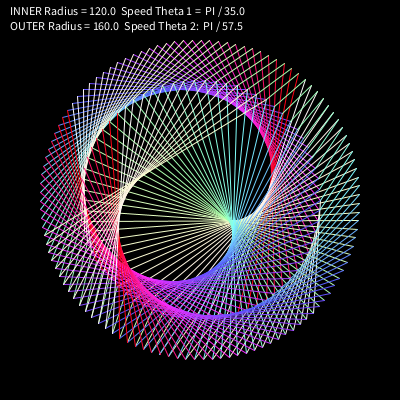 INNER Radius = 120.0  Speed Theta 1 =  PI / 35.0
OUTER Radius = 160.0  Speed Theta 2:  PI / 57.5